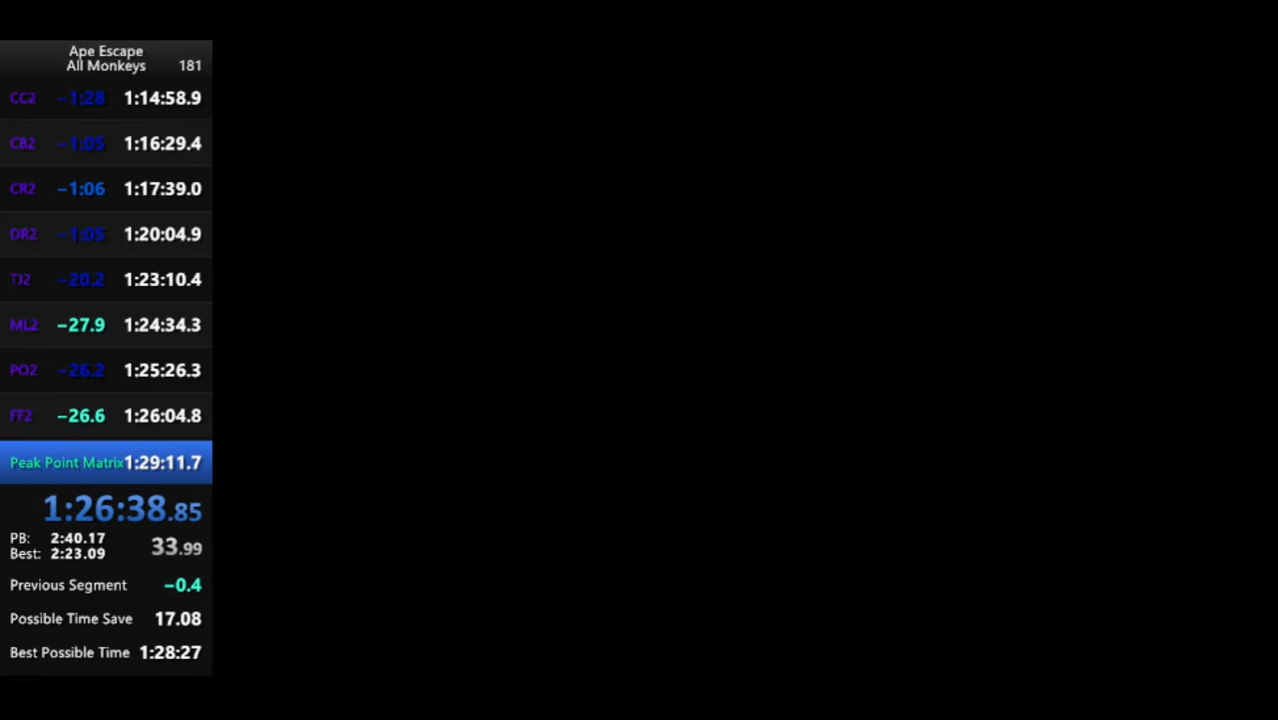 Ape Escape
All Monkeys 181
CC2 -1:28 1:14:58.9
CB2 -1:05 1:16:29.4
CR2 -1:06 1:17:39.0
DR2 -1:05 1:20:04.9
TJ2 -20.2 1:23:10.4
ML2 -27.9 1:24:34.3
PO2 -26.2 1:25:26.3
FF2 -26.6 1:26:04.8
Peak Point Matrix 1:29:11.7
1:26:38.85
PB: 2:40.17
Best: 2:23.09 33.99
Previous Segment -0.4
Possible Time Save 17.08
Best Possible Time 1:28:27